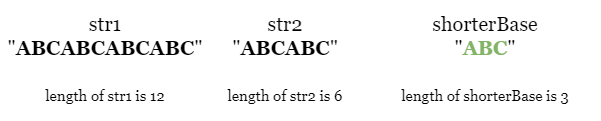 str1 str2 shorterBase
"ABCABCABCABC" "ABCABC" "ABC"
length of str1 is 12 length of str2 is 6 length of shorterBase is 3